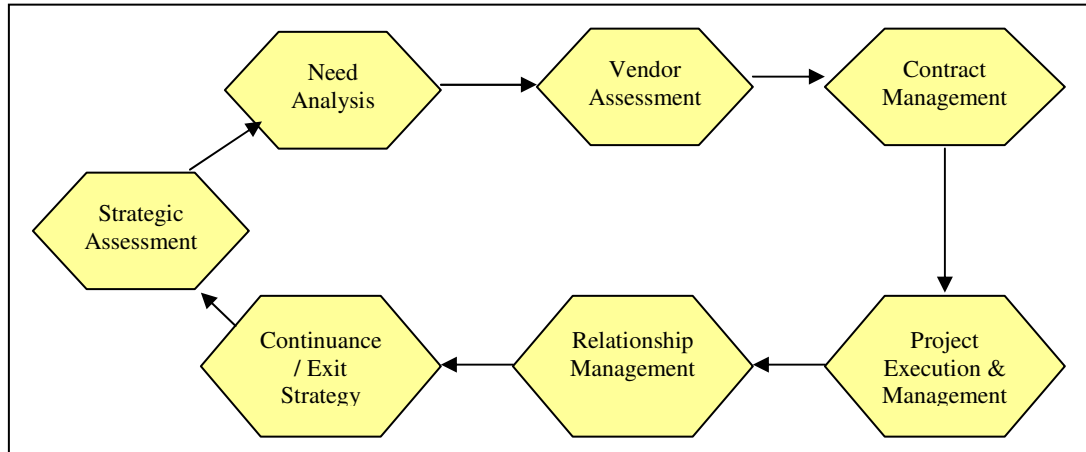 Need
Analysis
Vendor
Assessment
Contract
Management
Strategic
Assessment
Continuance
/ Exit
Strategy
Relationship
Management
Project
Execution &
Management